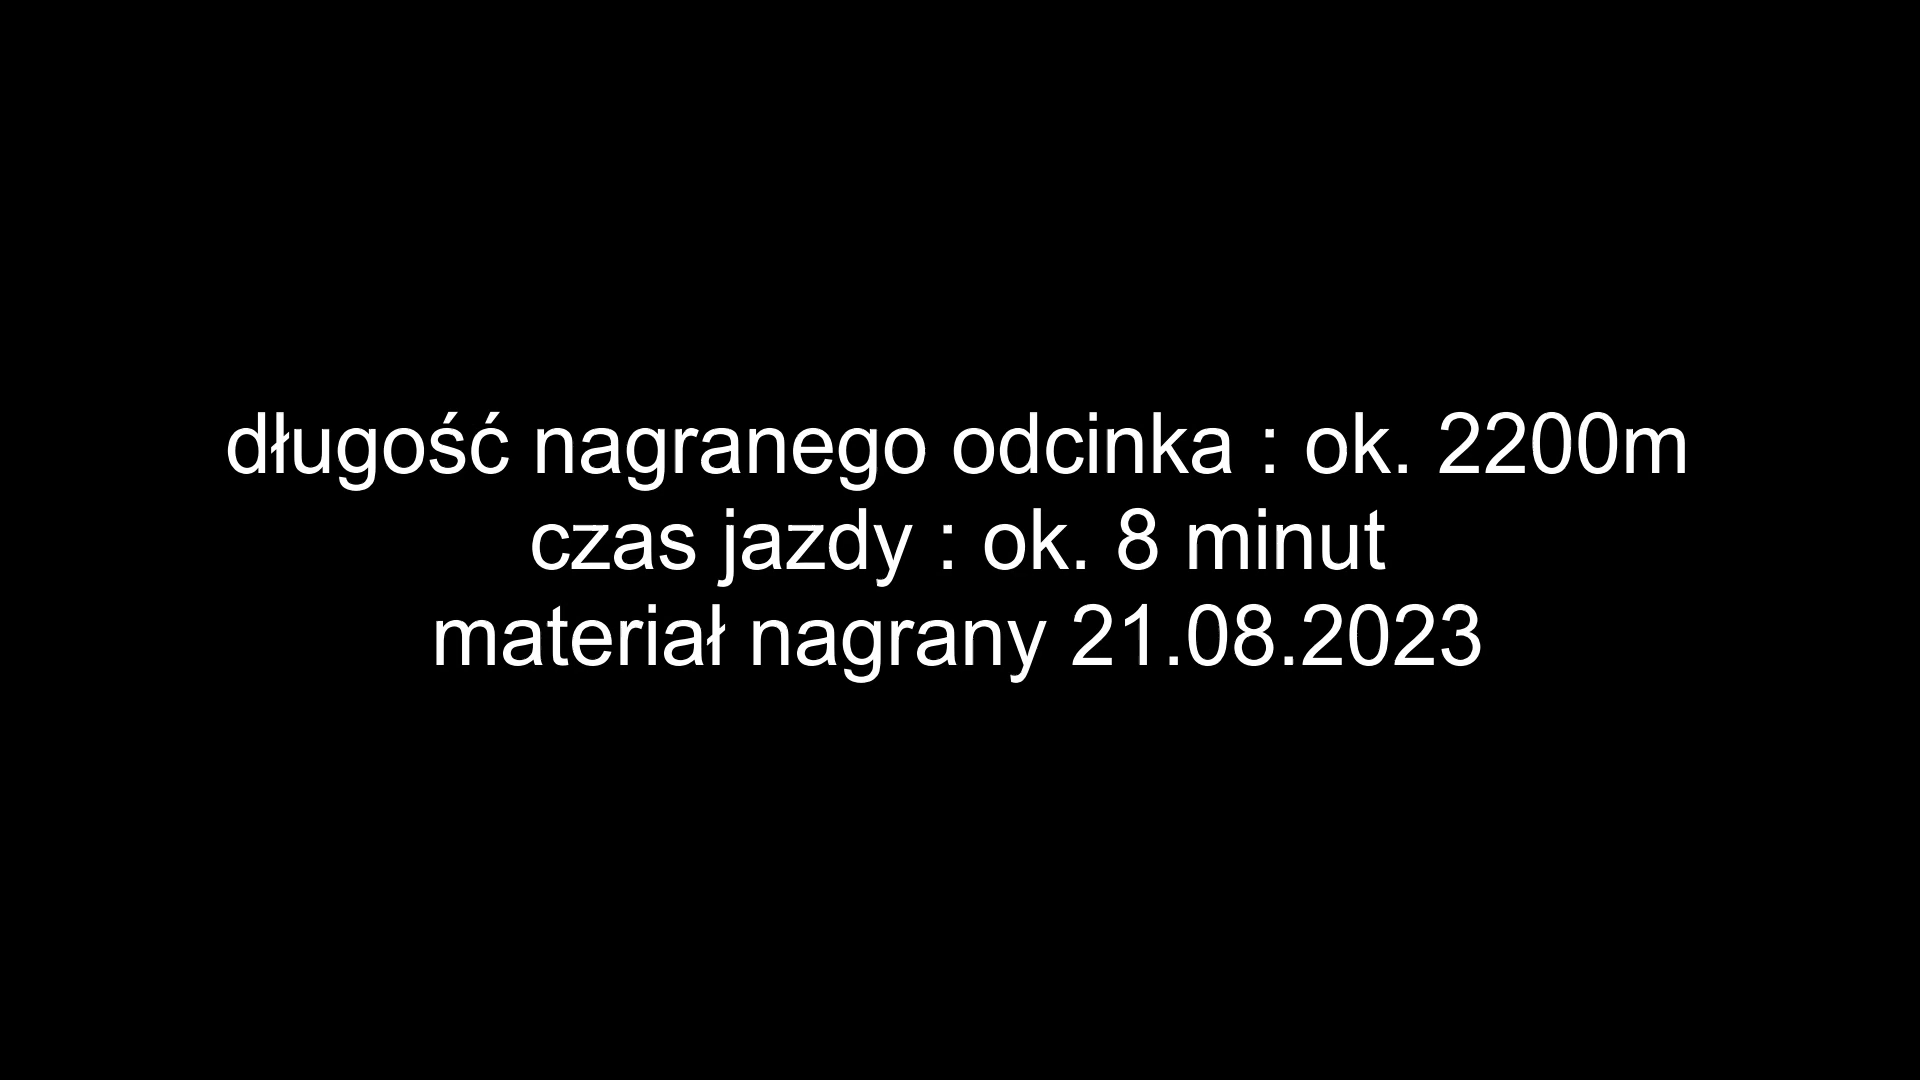 długość nagranego odcinka : ok. 2200m
czas jazdy : ok. 8 minut
materiał nagrany 21.08.2023